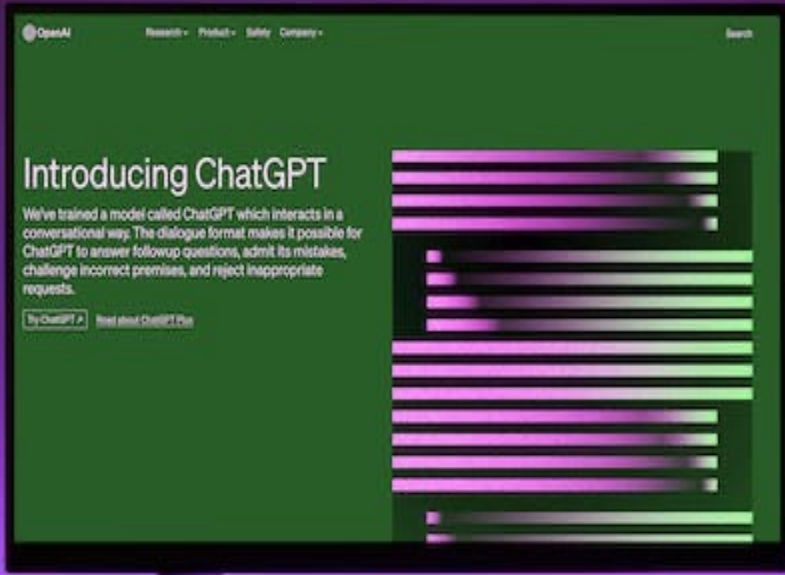 OpenAI Research Product Safety Company Search
Introducing ChatGPT
We've trained a model called ChatGPT which interacts in a
conversational way. The dialogue format makes it possible for
ChatGPT to answer followup questions, admit its mistakes,
challenge incorrect premises, and reject inappropriate
requests.
Try ChatGPT ↗ Read about ChatGPT Plus